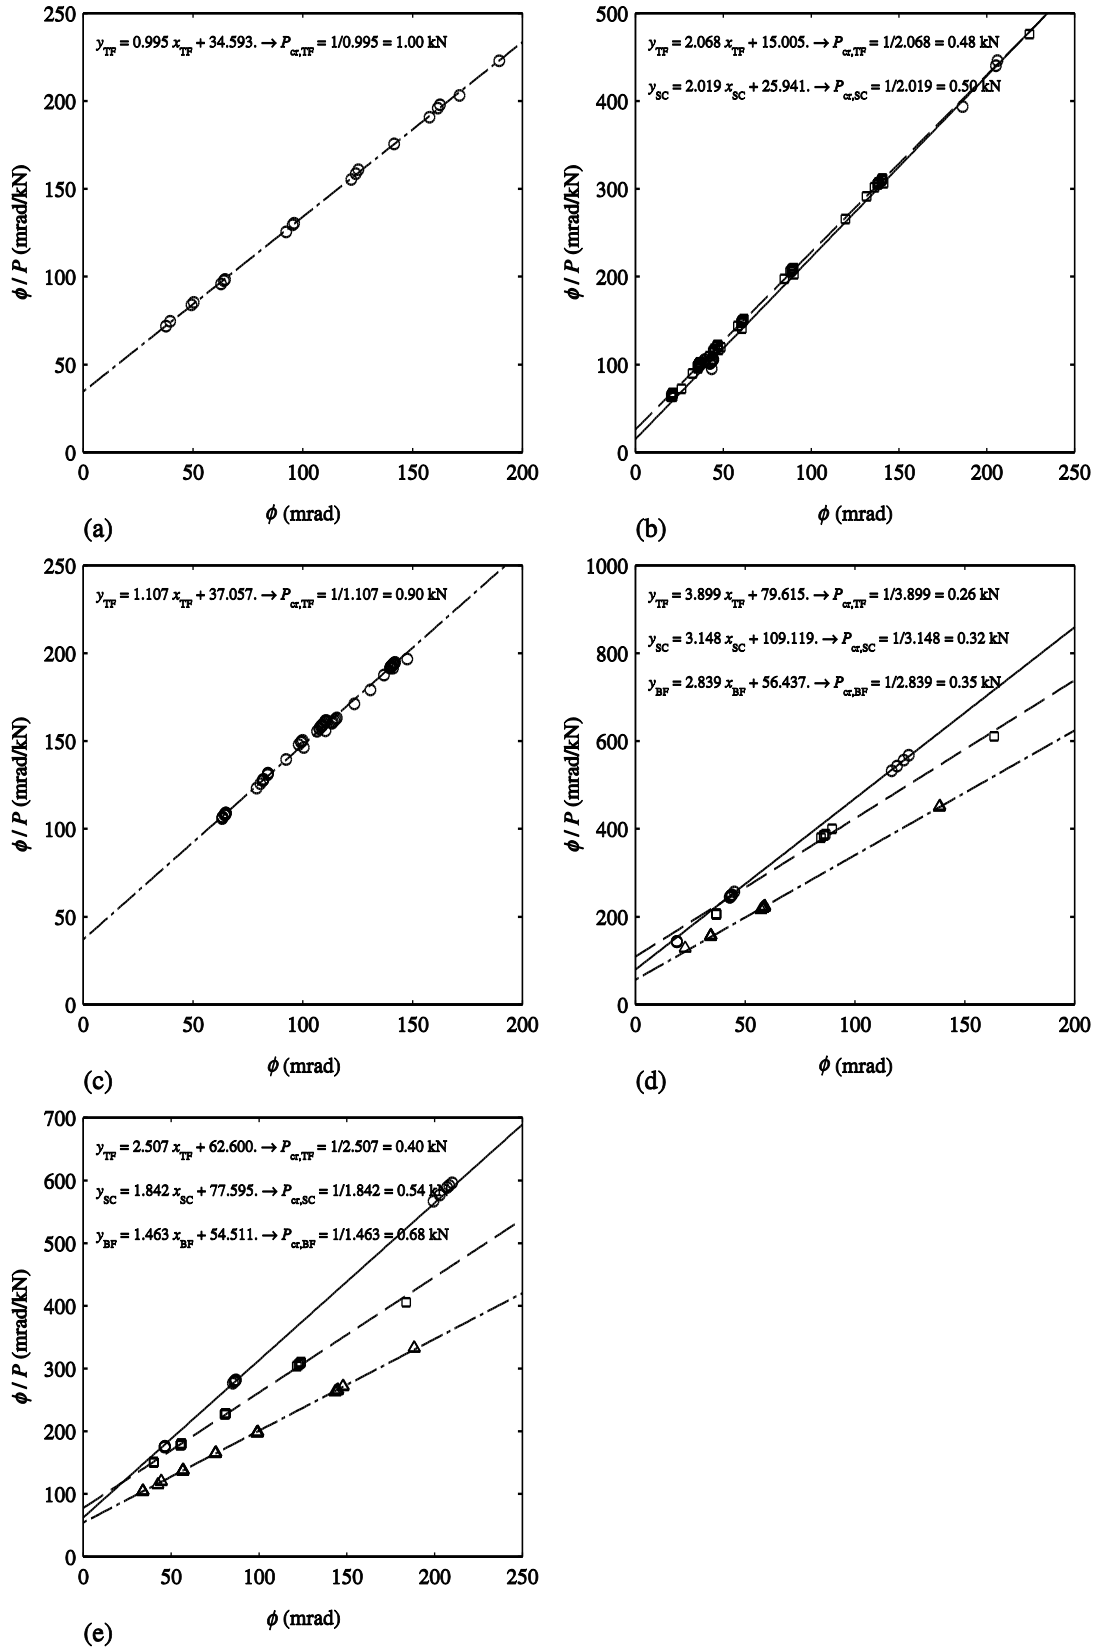 y_TF = 0.995 x_TF + 34.593. → P_cr,TF = 1/0.995 = 1.00 kN
250
200
150
100
50
0
ϕ / P (mrad/kN)
0 50 100 150 200
ϕ (mrad)
(a)
y_TF = 2.068 x_TF + 15.005. → P_cr,TF = 1/2.068 = 0.48 kN
y_SC = 2.019 x_SC + 25.941. → P_cr,SC = 1/2.019 = 0.50 kN
500
400
300
200
100
0
ϕ / P (mrad/kN)
0 50 100 150 200 250
ϕ (mrad)
(b)
y_TF = 1.107 x_TF + 37.057. → P_cr,TF = 1/1.107 = 0.90 kN
250
200
150
100
50
0
ϕ / P (mrad/kN)
0 50 100 150 200
ϕ (mrad)
(c)
y_TF = 3.899 x_TF + 79.615. → P_cr,TF = 1/3.899 = 0.26 kN
y_SC = 3.148 x_SC + 109.119. → P_cr,SC = 1/3.148 = 0.32 kN
y_BF = 2.839 x_BF + 56.437. → P_cr,BF = 1/2.839 = 0.35 kN
1000
800
600
400
200
0
ϕ / P (mrad/kN)
0 50 100 150 200
ϕ (mrad)
(d)
y_TF = 2.507 x_TF + 62.600. → P_cr,TF = 1/2.507 = 0.40 kN
y_SC = 1.842 x_SC + 77.595. → P_cr,SC = 1/1.842 = 0.54 kN
y_BF = 1.463 x_BF + 54.511. → P_cr,BF = 1/1.463 = 0.68 kN
700
600
500
400
300
200
100
0
ϕ / P (mrad/kN)
0 50 100 150 200 250
ϕ (mrad)
(e)